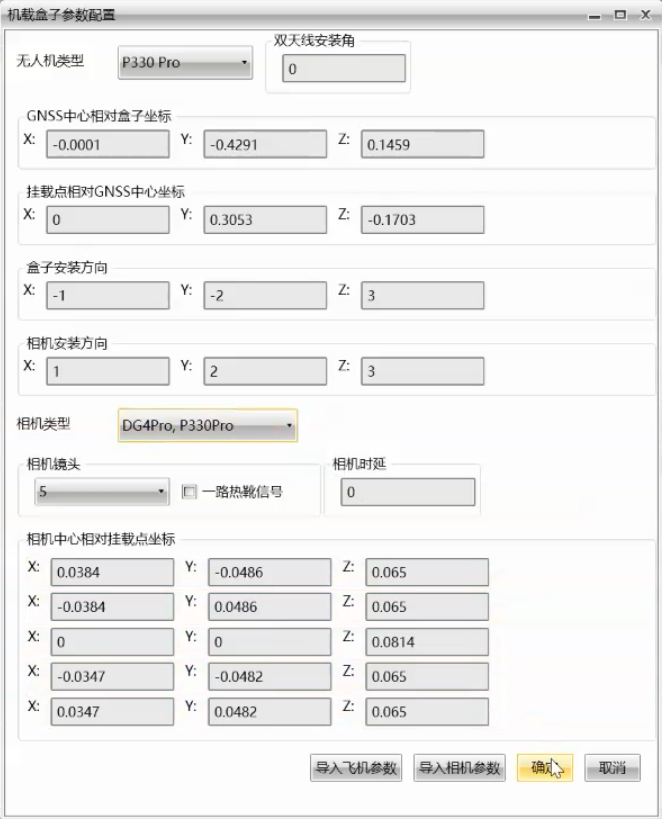 机载盒子参数配置
无人机类型 P330 Pro
双天线安装角
0
GNSS中心相对盒子坐标
X: -0.0001 Y: -0.4291 Z: 0.1459
挂载点相对GNSS中心坐标
X: 0 Y: 0.3053 Z: -0.1703
盒子安装方向
X: -1 Y: -2 Z: 3
相机安装方向
X: 1 Y: 2 Z: 3
相机类型 DG4Pro, P330Pro
相机镜头
5 一路热靴信号
相机时延
0
相机中心相对挂载点坐标
X: 0.0384 Y: -0.0486 Z: 0.065
X: -0.0384 Y: 0.0486 Z: 0.065
X: 0 Y: 0 Z: 0.0814
X: -0.0347 Y: -0.0482 Z: 0.065
X: 0.0347 Y: 0.0482 Z: 0.065
导入飞机参数 导入相机参数 确定 取消